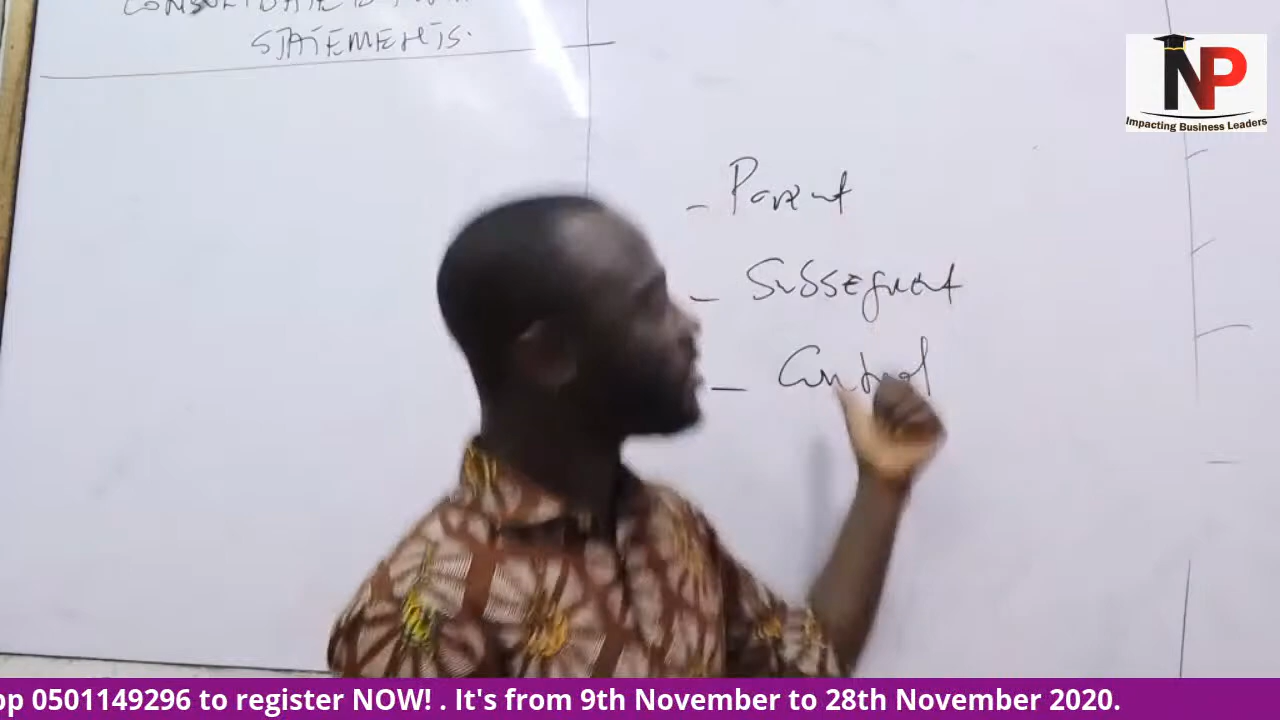 STATEMENTS.
NP
Impacting Business Leaders
- Parent
- Subsequent
- Control
pp 0501149296 to register NOW! . It's from 9th November to 28th November 2020.